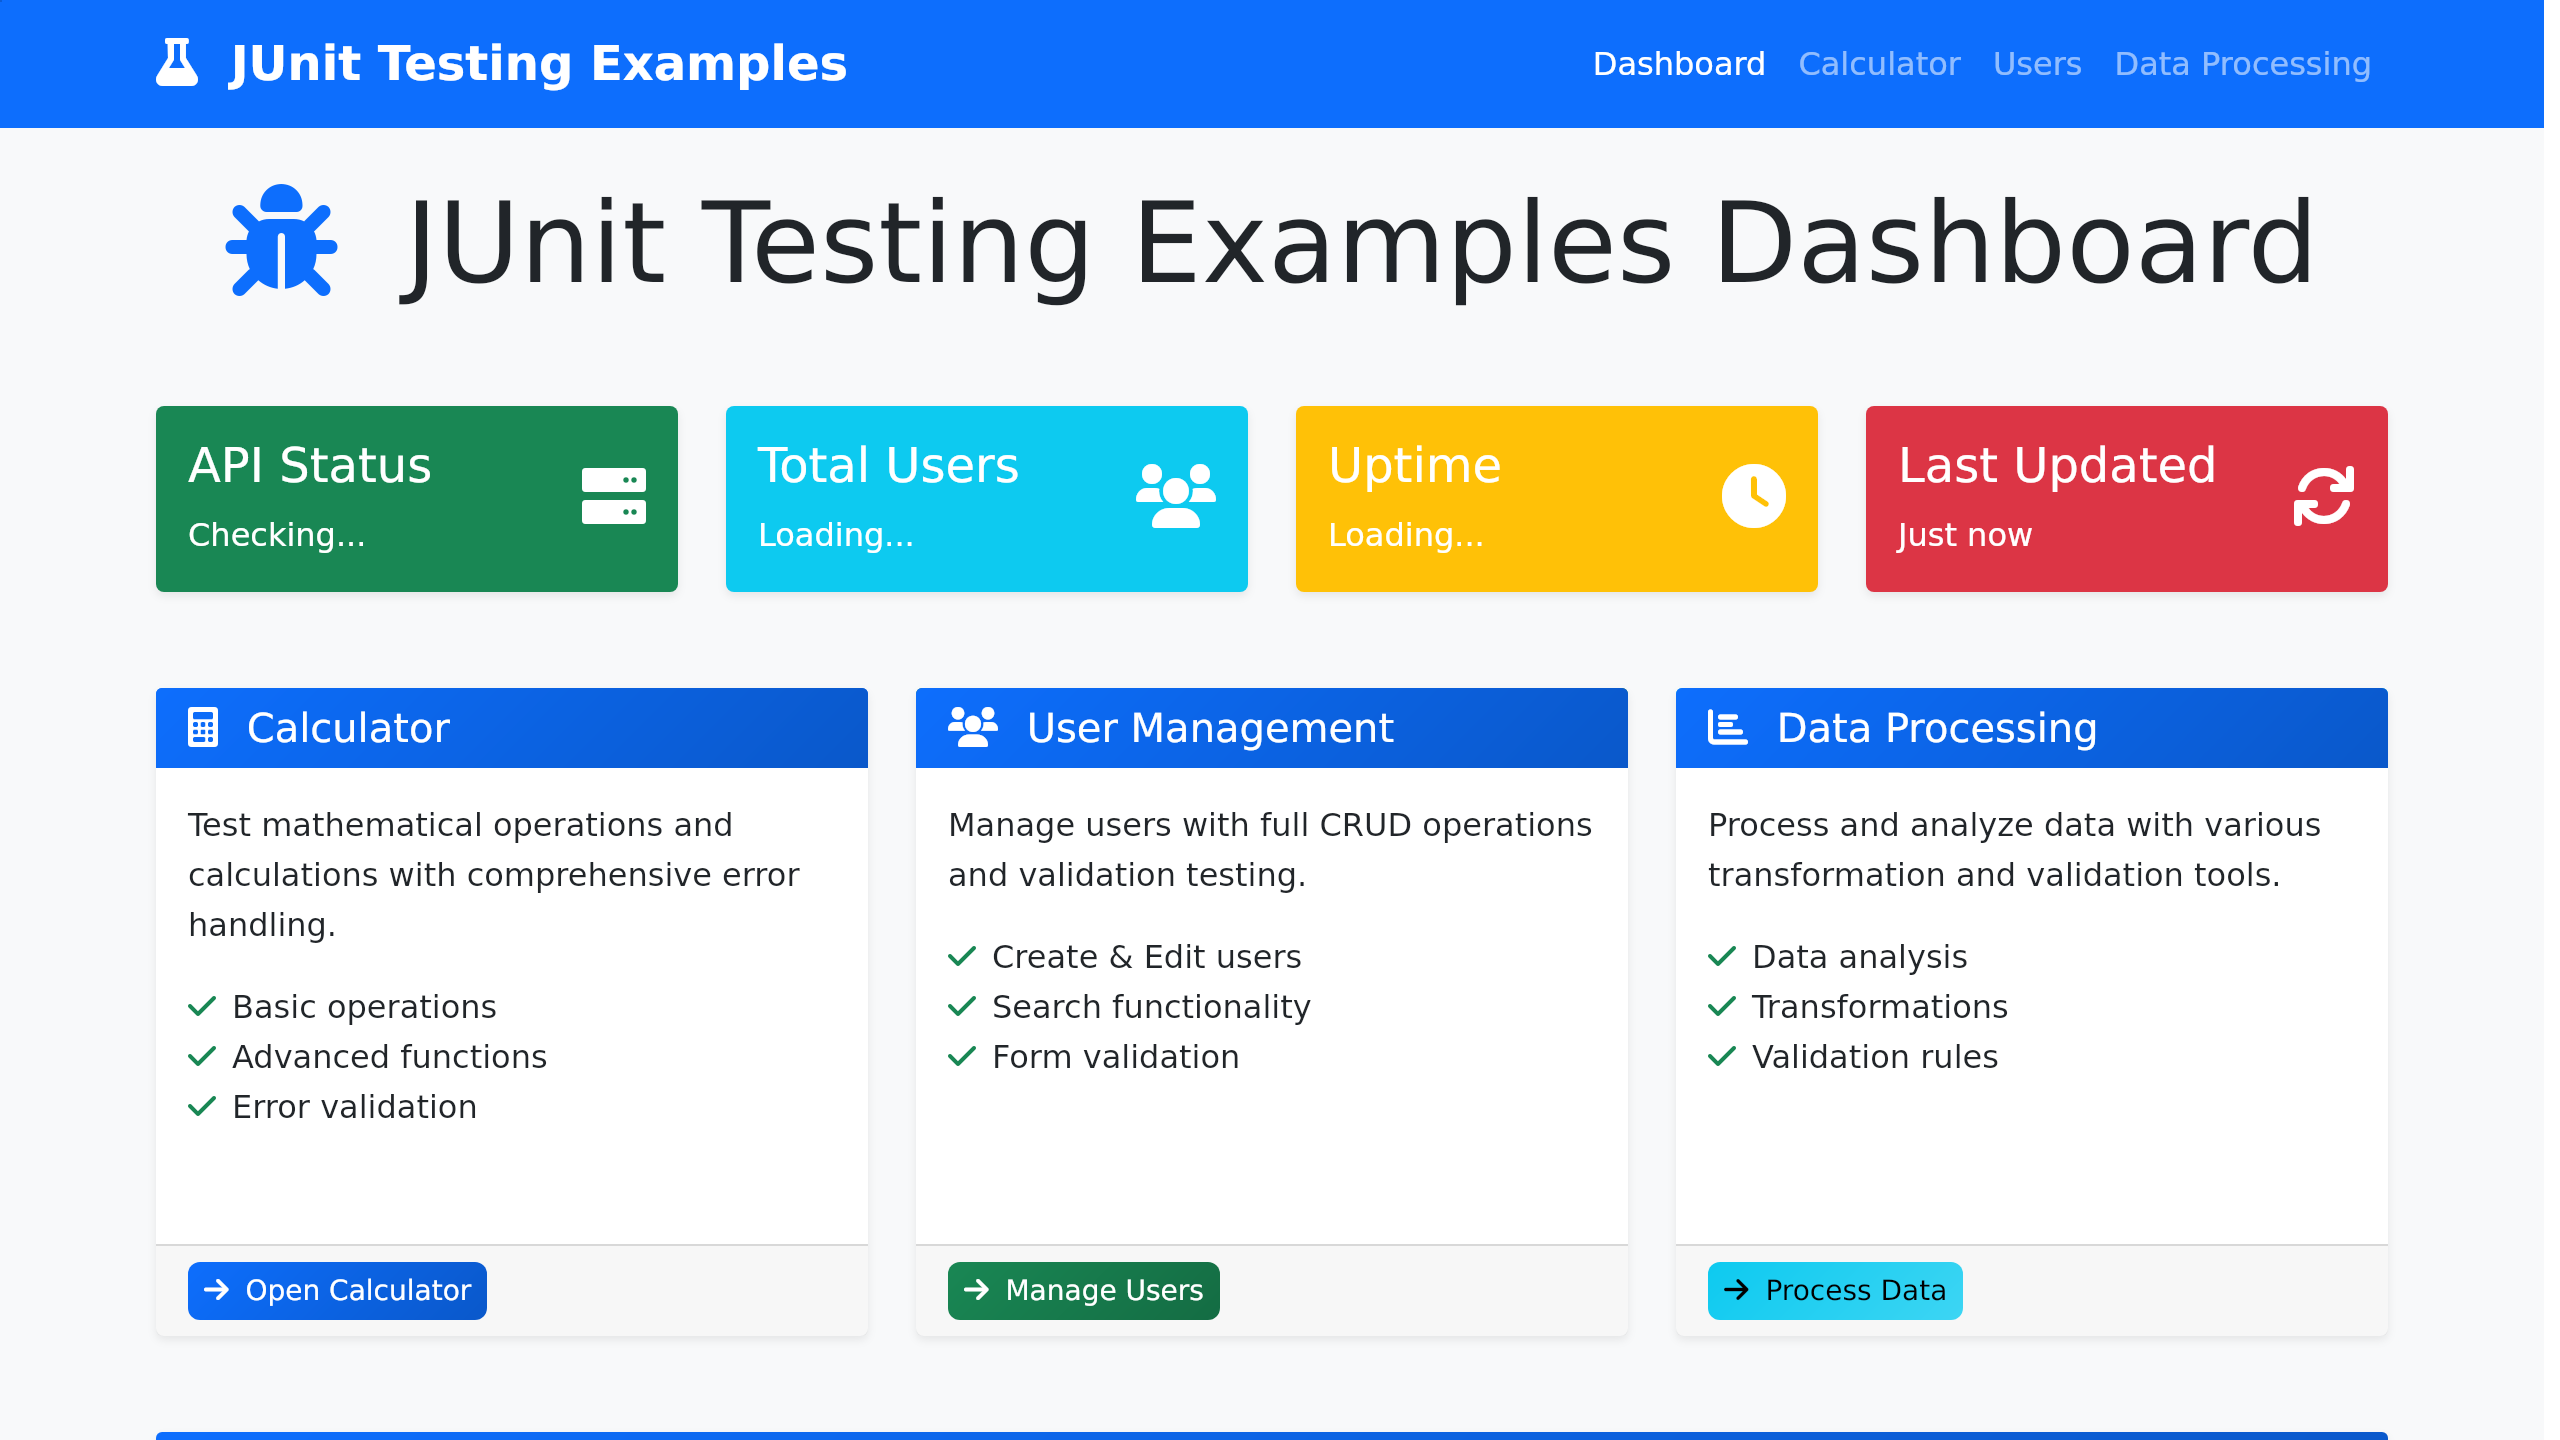 JUnit Testing Examples
Dashboard Calculator Users Data Processing
JUnit Testing Examples Dashboard
API Status
Checking...
Total Users
Loading...
Uptime
Loading...
Last Updated
Just now
Calculator
Test mathematical operations and
calculations with comprehensive error
handling.
Basic operations
Advanced functions
Error validation
Open Calculator
User Management
Manage users with full CRUD operations
and validation testing.
Create & Edit users
Search functionality
Form validation
Manage Users
Data Processing
Process and analyze data with various
transformation and validation tools.
Data analysis
Transformations
Validation rules
Process Data